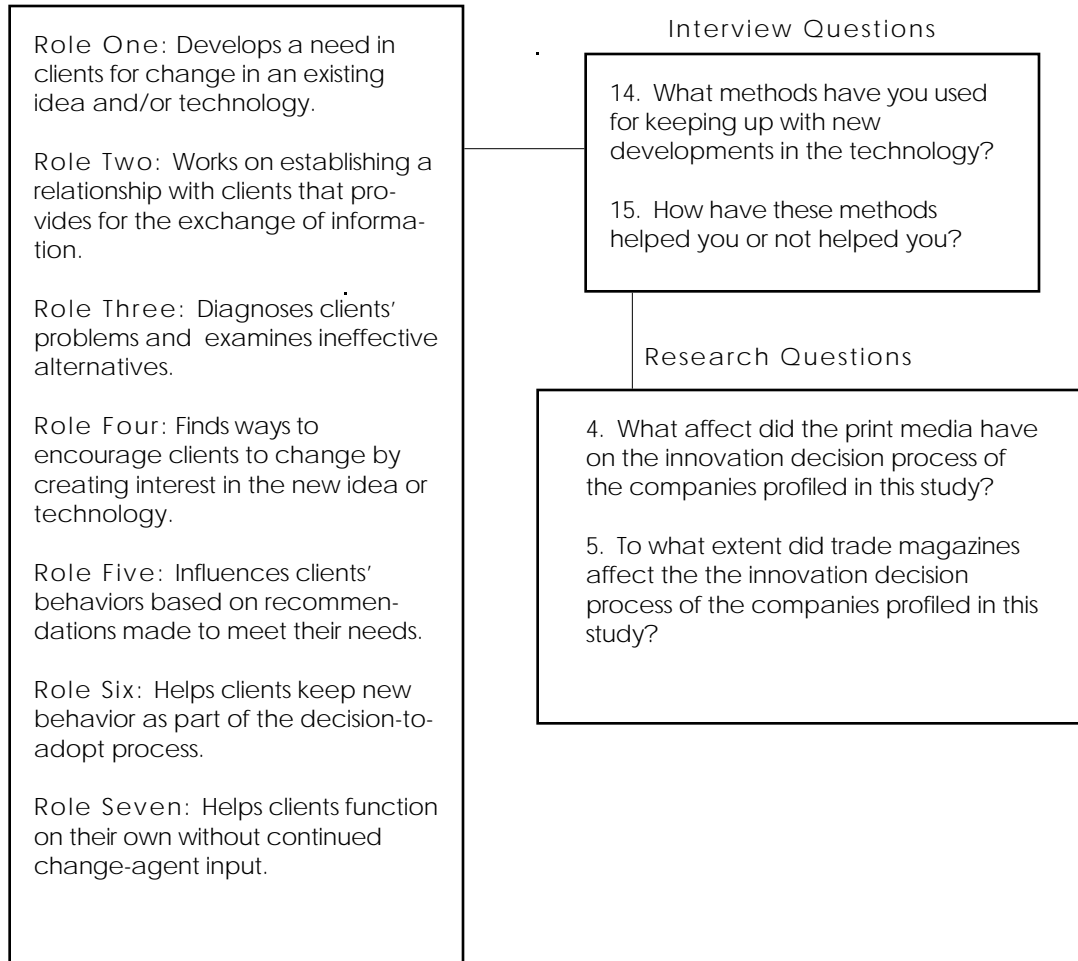 Role One: Develops a need in
clients for change in an existing
idea and/or technology.
Role Two: Works on establishing a
relationship with clients that pro-
vides for the exchange of informa-
tion.
Role Three: Diagnoses clients'
problems and examines ineffective
alternatives.
Role Four: Finds ways to
encourage clients to change by
creating interest in the new idea or
technology.
Role Five: Influences clients'
behaviors based on recommen-
dations made to meet their needs.
Role Six: Helps clients keep new
behavior as part of the decision-to-
adopt process.
Role Seven: Helps clients function
on their own without continued
change-agent input.
Interview Questions
14. What methods have you used
for keeping up with new
developments in the technology?
15. How have these methods
helped you or not helped you?
Research Questions
4. What affect did the print media have
on the innovation decision process of
the companies profiled in this study?
5. To what extent did trade magazines
affect the the innovation decision
process of the companies profiled in this
study?